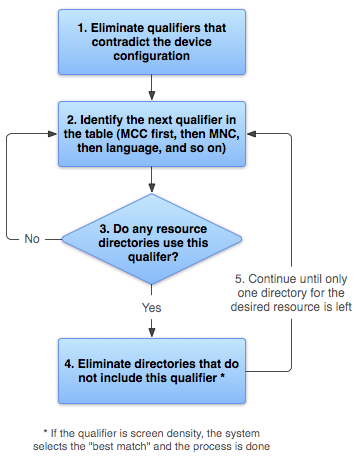 1. Eliminate qualifiers that
contradict the device
configuration
2. Identify the next qualifier in
the table (MCC first, then MNC,
then language, and so on)
3. Do any resource
directories use this
qualifer?
No
Yes
5. Continue until only
one directory for the
desired resource is left
4. Eliminate directories that do
not include this qualifier *
* If the qualifier is screen density, the system
selects the "best match" and the process is done